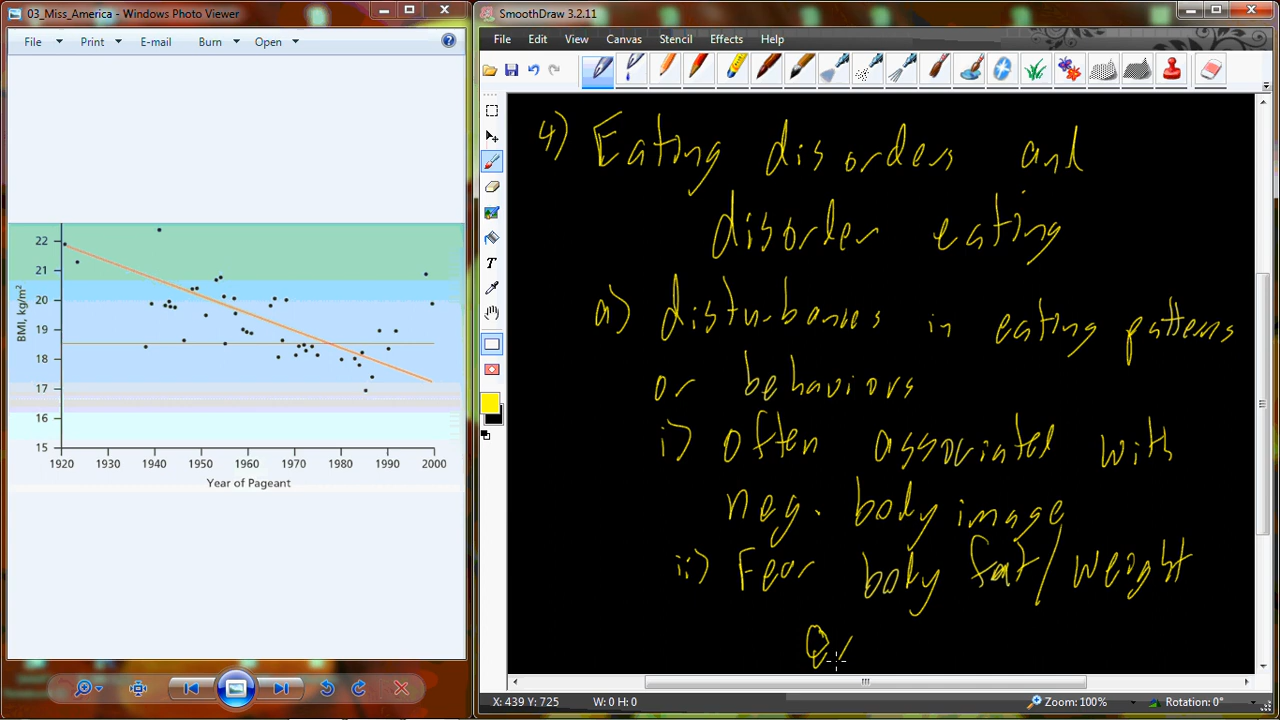 03_Miss_America - Windows Photo Viewer
File Print E-mail Burn Open
BMI, kg/m²
22
21
20
19
18
17
16
15
1920 1930 1940 1950 1960 1970 1980 1990 2000
Year of Pageant
SmoothDraw 3.2.11
File Edit View Canvas Stencil Effects Help
4) Eating disorders and
disorder eating
a) disturbances in eating patterns
or behaviors
i) often associated with
neg. body image
ii) Fear body fat/weight
X: 439 Y: 725 W: 0 H: 0 Zoom: 100% Rotation: 0°